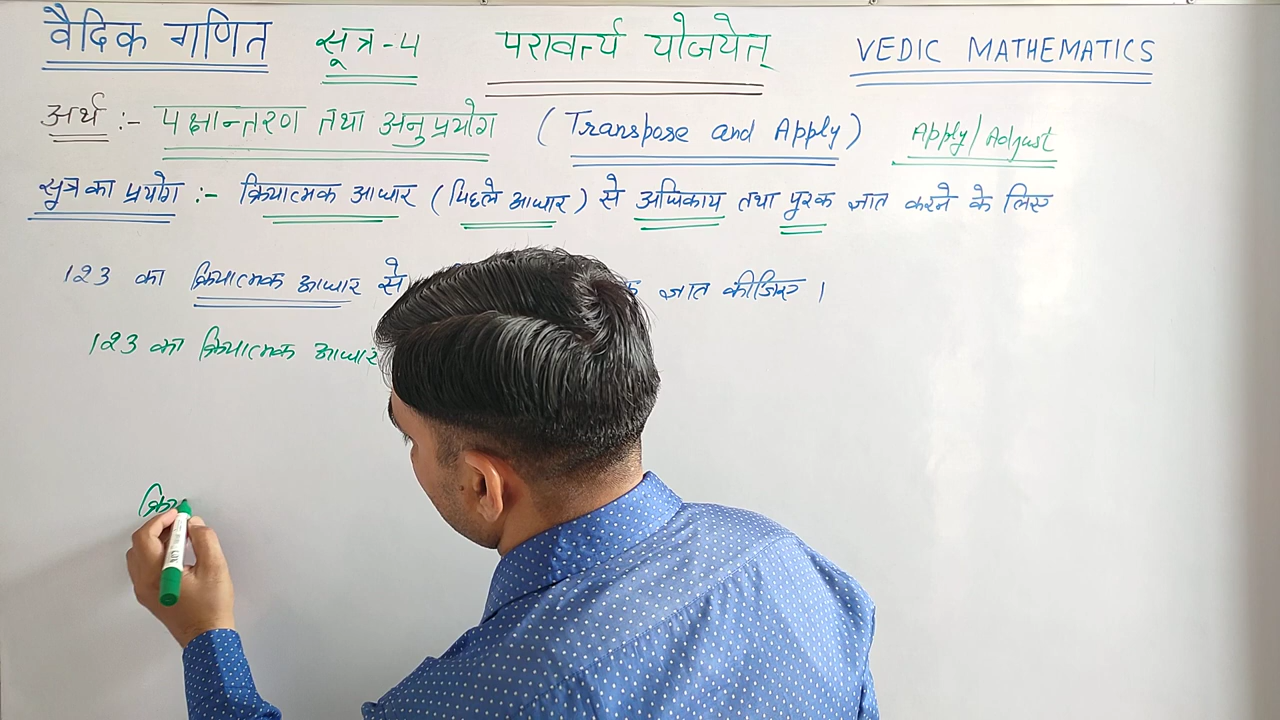 वैदिक गणित सूत्र-4 परावर्त्य योजयेत् VEDIC MATHEMATICS
अर्थ :- पक्षान्तरण तथा अनुप्रयोग (Transpose and Apply) Apply/Adjust
सूत्र का प्रयोग :- क्रियात्मक आधार (पिछले आधार) से अधिकाय तथा पूरक ज्ञात करने के लिए
123 का क्रियात्मक आधार से ज्ञात कीजिए।
123 का क्रियात्मक आधार